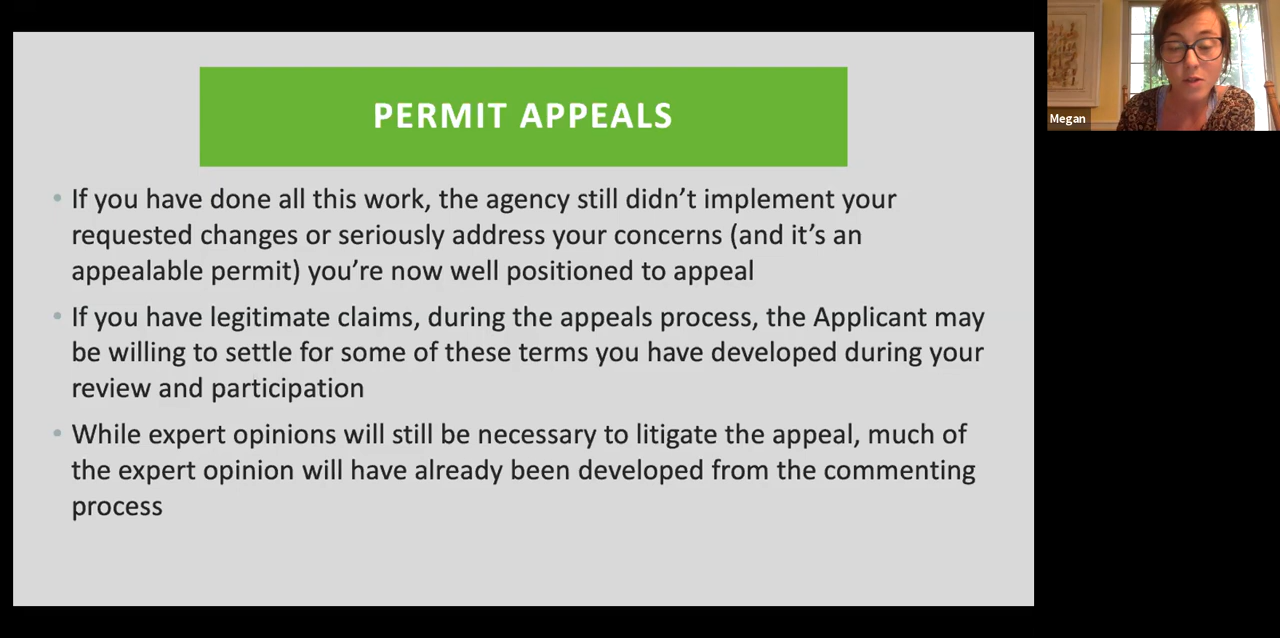 PERMIT APPEALS
• If you have done all this work, the agency still didn’t implement your
requested changes or seriously address your concerns (and it’s an
appealable permit) you’re now well positioned to appeal
• If you have legitimate claims, during the appeals process, the Applicant may
be willing to settle for some of these terms you have developed during your
review and participation
• While expert opinions will still be necessary to litigate the appeal, much of
the expert opinion will have already been developed from the commenting
process
Megan